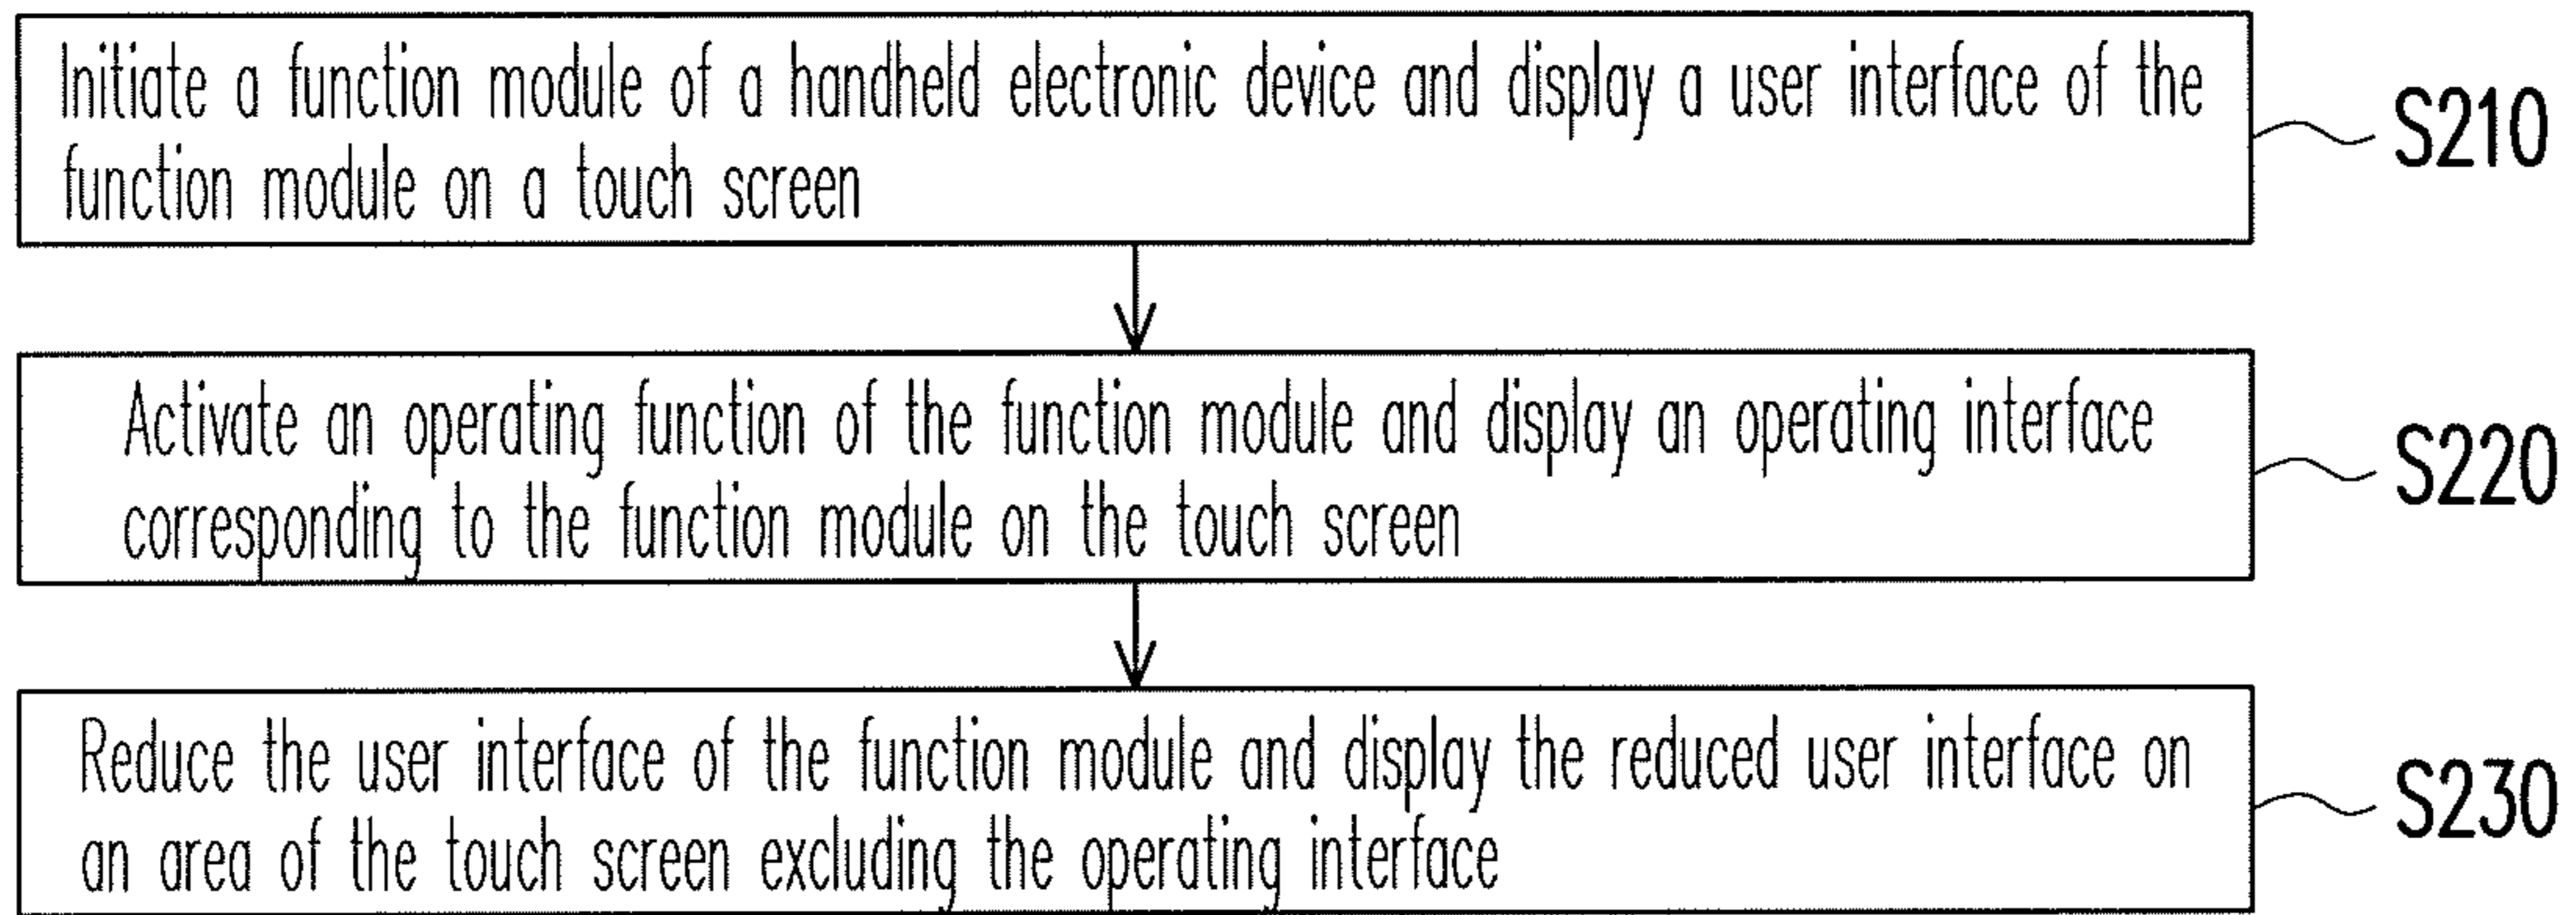 Initiate a function module of a handheld electronic device and display a user interface of the
function module on a touch screen
S210
Activate an operating function of the function module and display an operating interface
corresponding to the function module on the touch screen
S220
Reduce the user interface of the function module and display the reduced user interface on
an area of the touch screen excluding the operating interface
S230